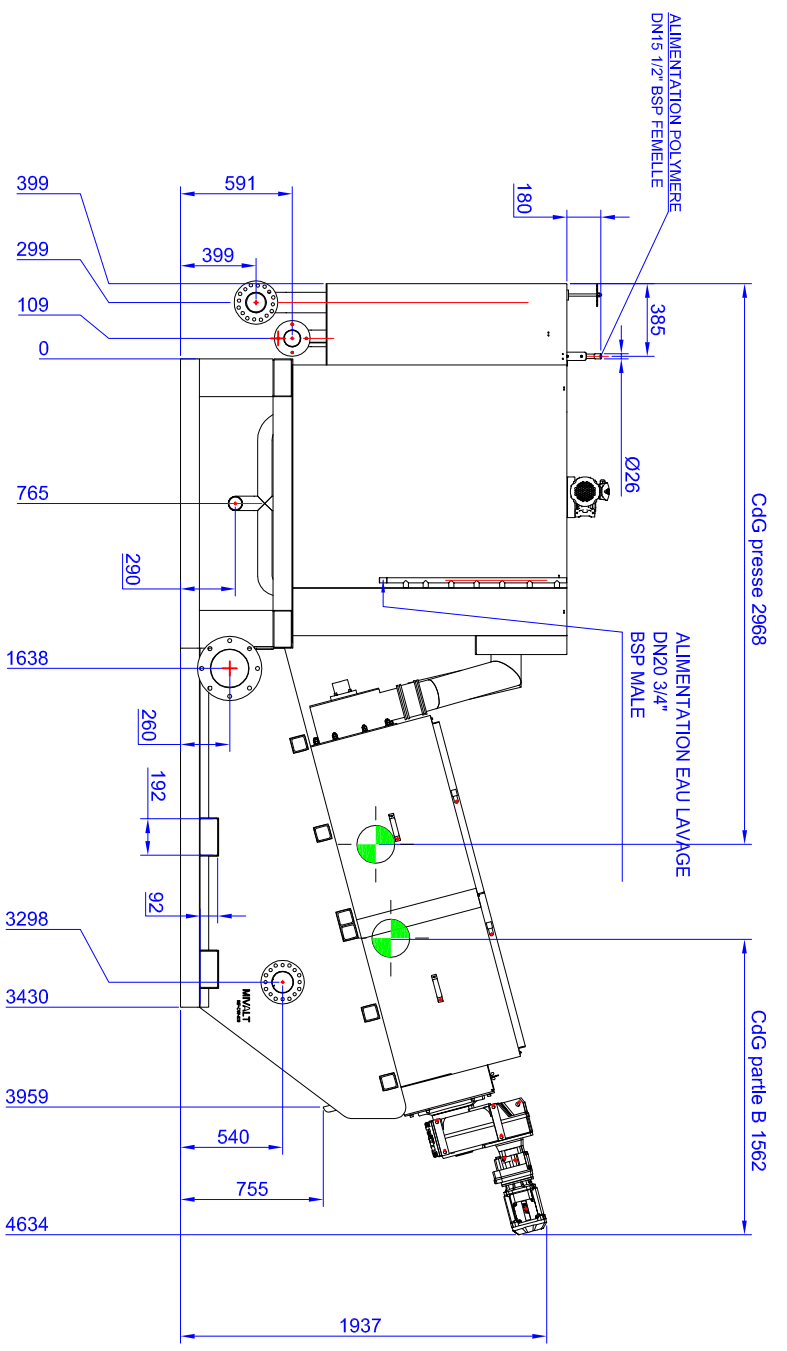 ALIMENTATION POLYMERE
DN15 1/2" BSP FEMELLE
180
385
Ø26
CdG presse 2968
399
591
299
399
109
0
765
290
ALIMENTATION EAU LAVAGE
DN20 3/4"
BSP MALE
1638
260
192
92
3298
3430
MIVALT
CdG partie B 1562
3959
540
755
4634
1937